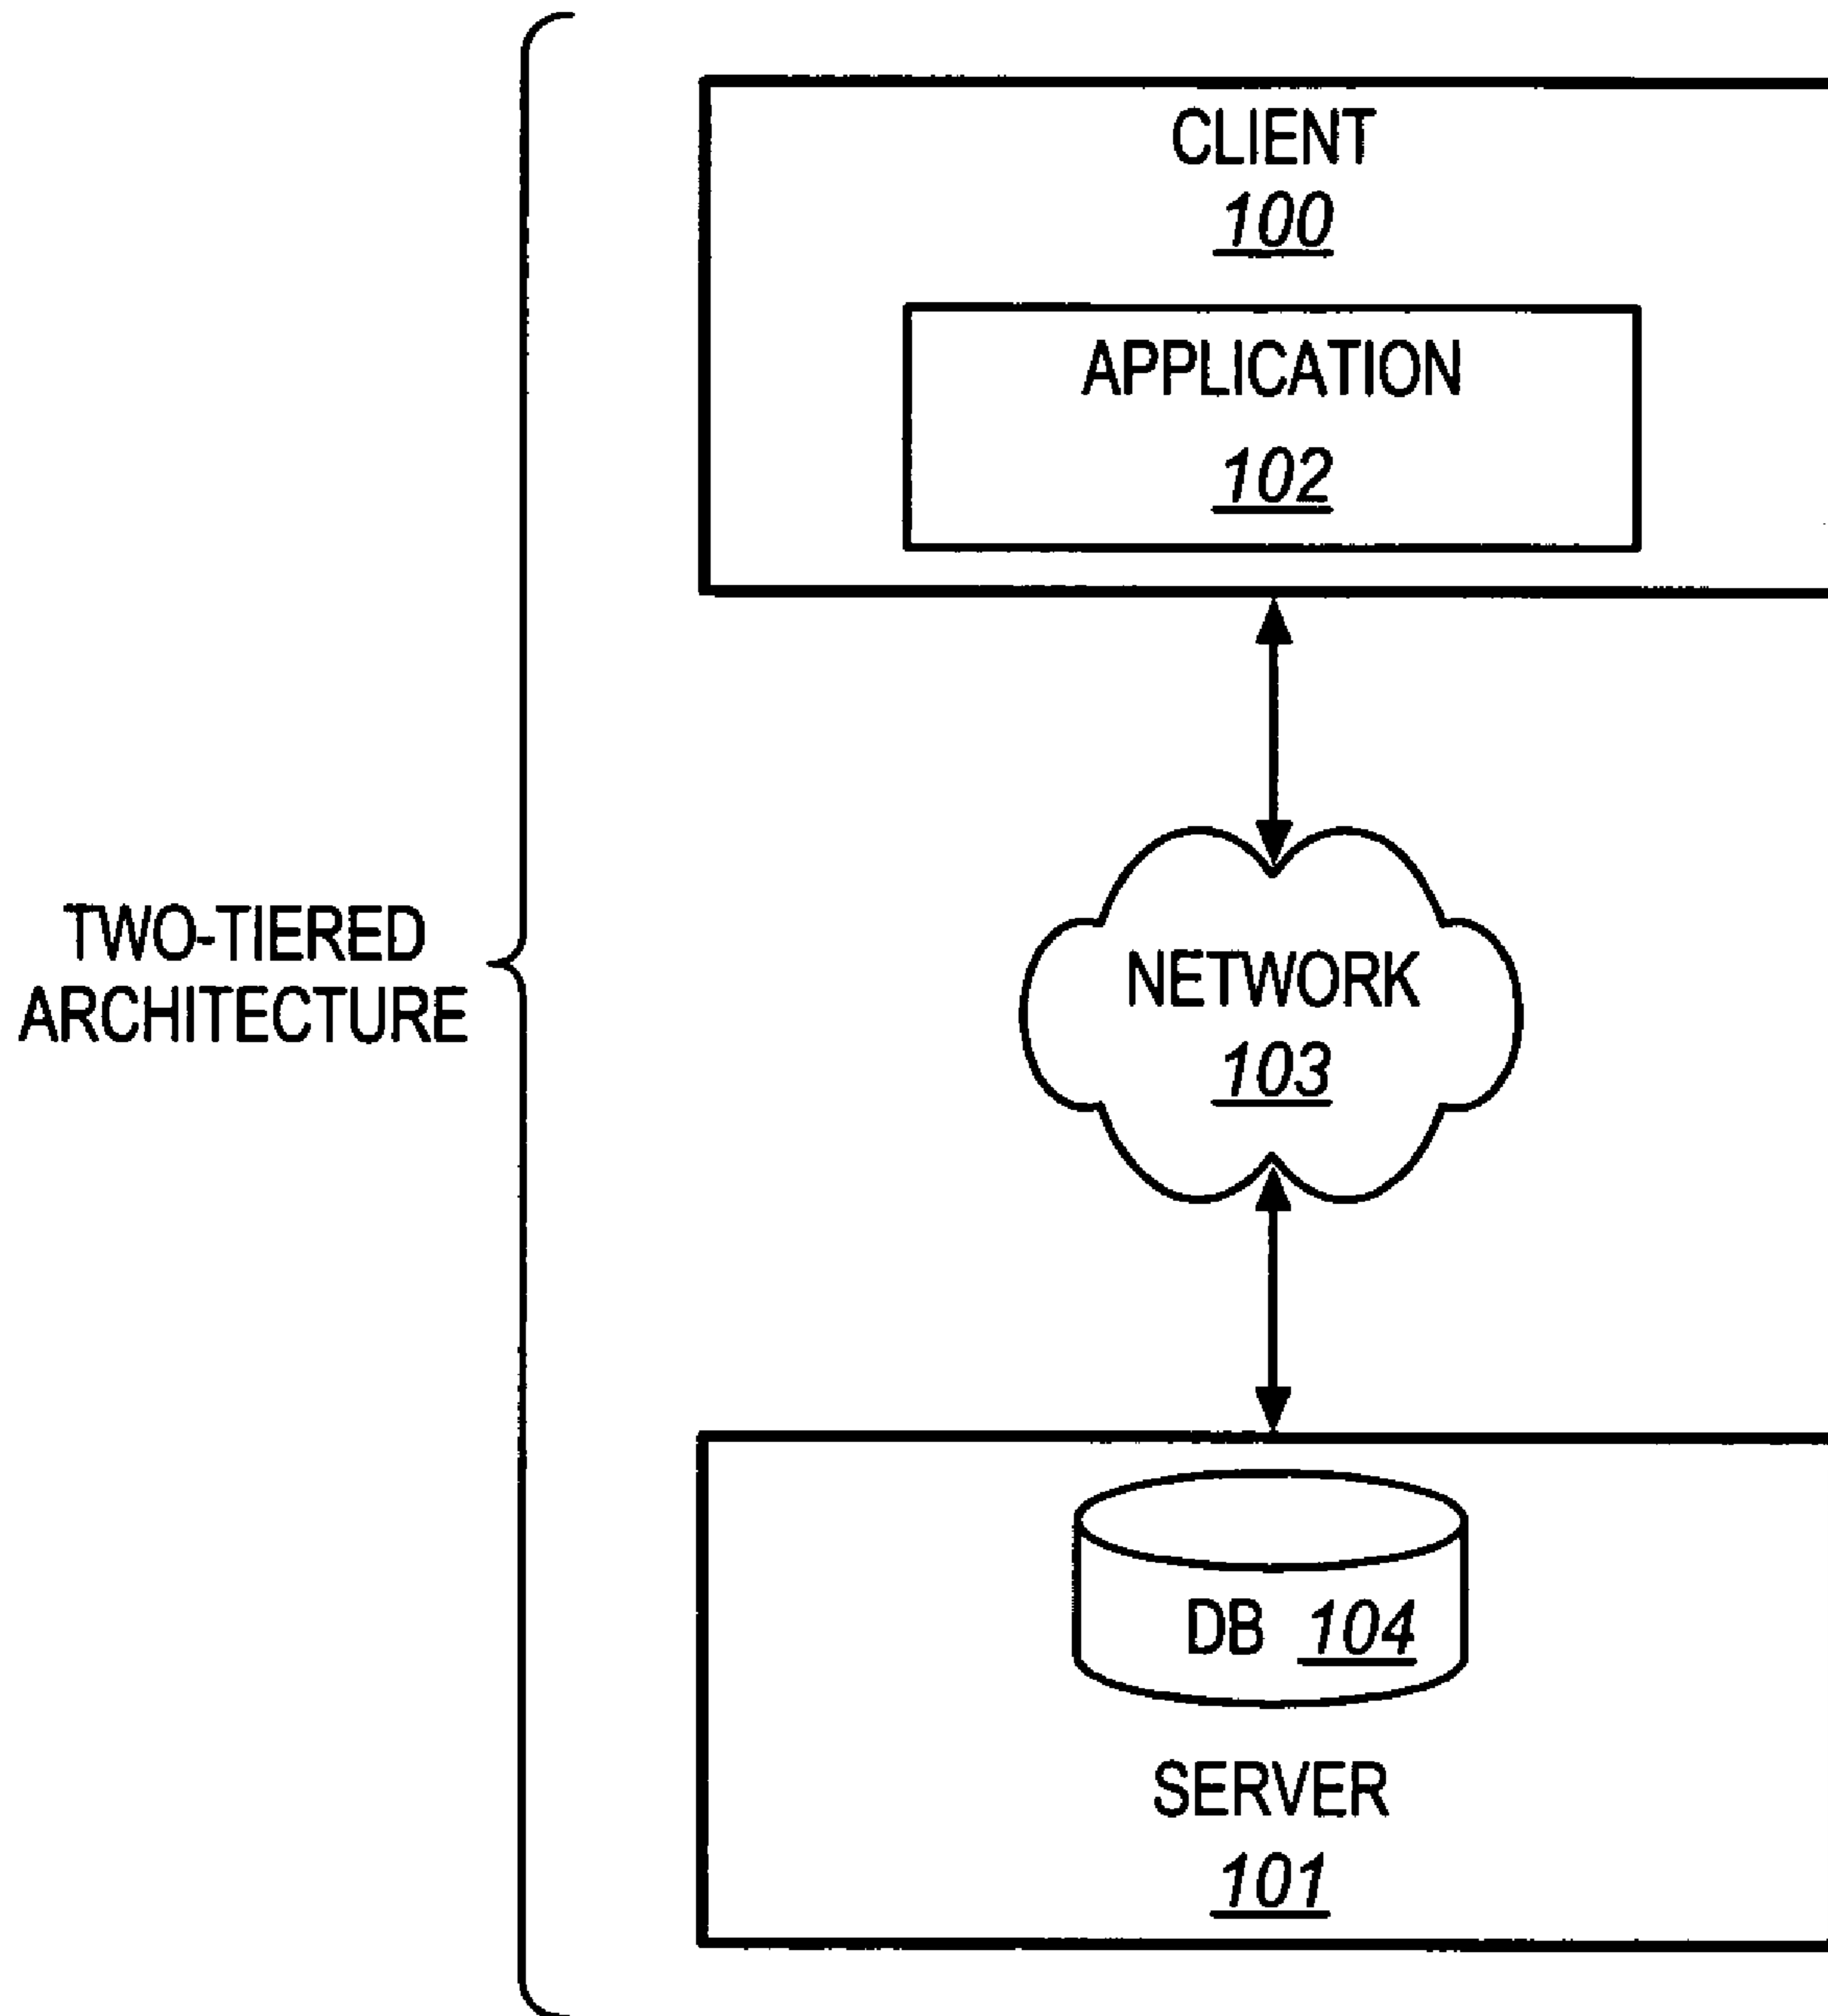 CLIENT
100
APPLICATION
102
TWO-TIERED
ARCHITECTURE
NETWORK
103
DB 104
SERVER
101